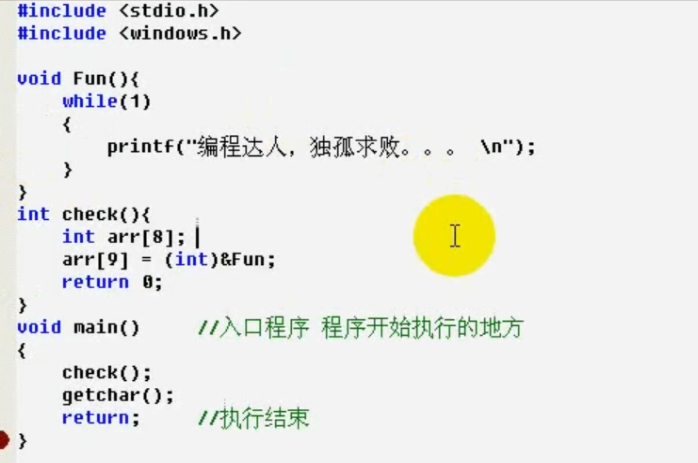 #include <stdio.h>
#include <windows.h>
void Fun(){
while(1)
{
printf("编程达人，独孤求败。。。 \n");
}
}
int check(){
int arr[8];
arr[9] = (int)&Fun;
return 0;
}
void main() //入口程序 程序开始执行的地方
{
check();
getchar();
return; //执行结束
}